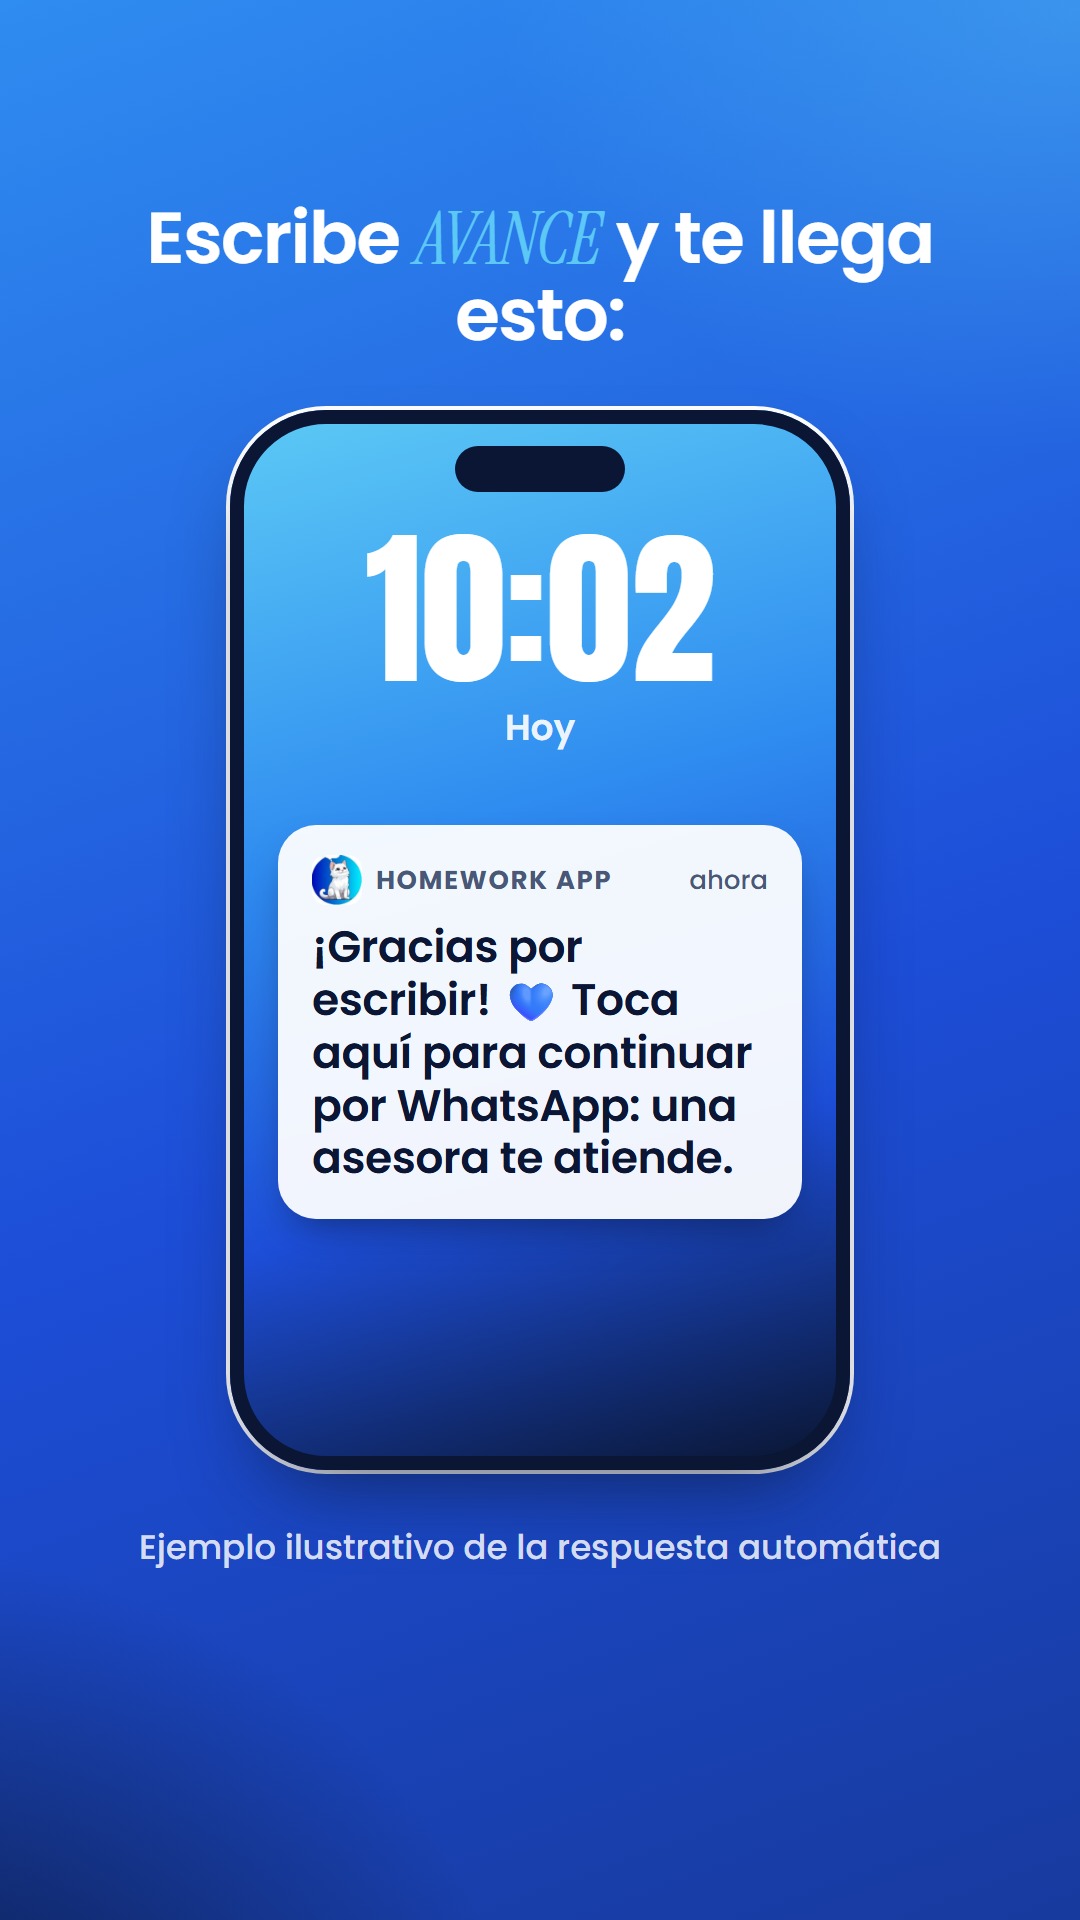 Escribe AVANCE y te llega
esto:
10:02
Hoy
HOMEWORK APP ahora
¡Gracias por
escribir! 💙 Toca
aquí para continuar
por WhatsApp: una
asesora te atiende.
Ejemplo ilustrativo de la respuesta automática